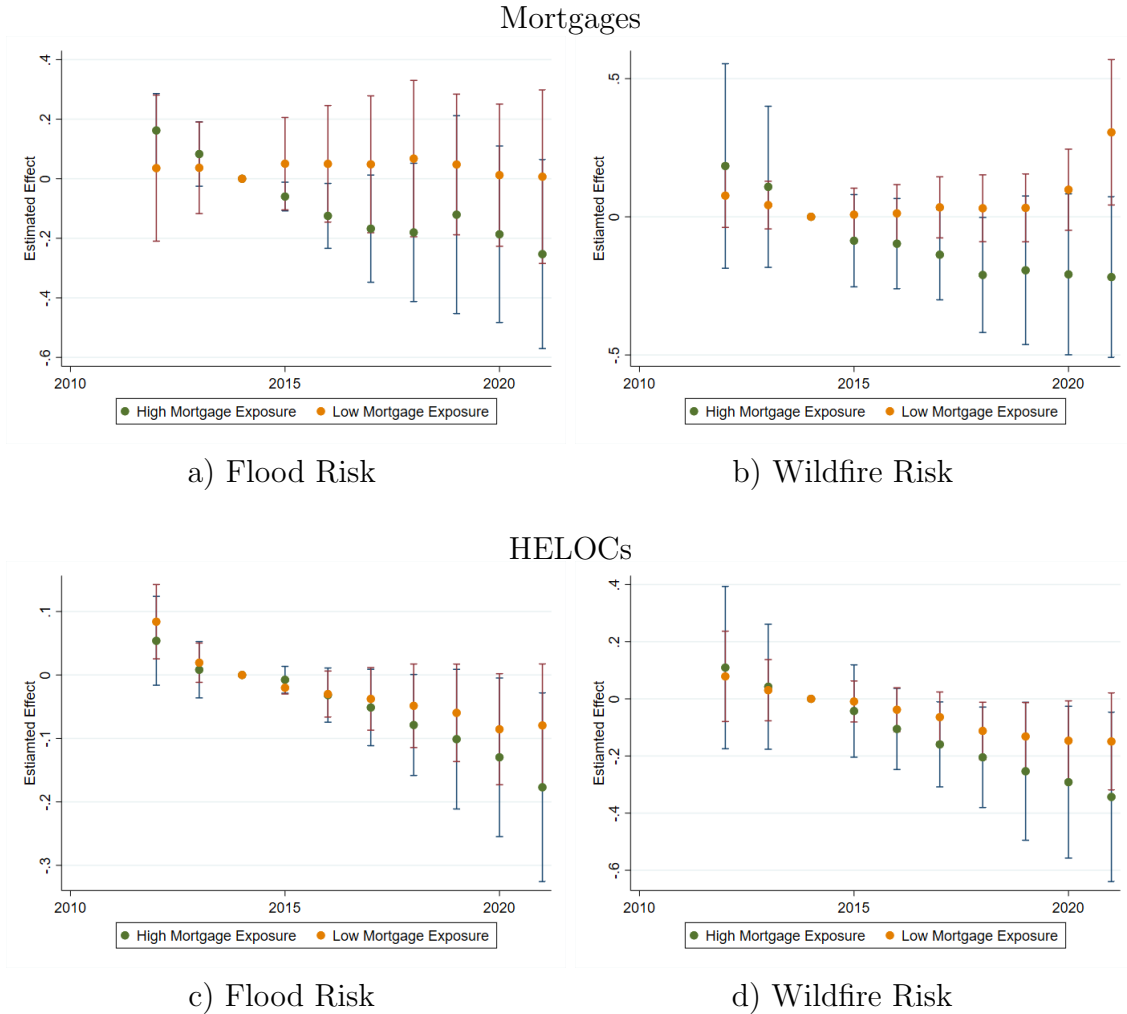 Mortgages
.4
.2
0
-.2
-.4
-.6
Estimated Effect
2010 2015 2020
High Mortgage Exposure Low Mortgage Exposure
a) Flood Risk
.5
0
-.5
Estiamted Effect
2010 2015 2020
High Mortgage Exposure Low Mortgage Exposure
b) Wildfire Risk
HELOCs
.1
0
-.1
-.2
-.3
Estiamted Effect
2010 2015 2020
High Mortgage Exposure Low Mortgage Exposure
c) Flood Risk
.4
.2
0
-.2
-.4
-.6
Estiamted Effect
2010 2015 2020
High Mortgage Exposure Low Mortgage Exposure
d) Wildfire Risk